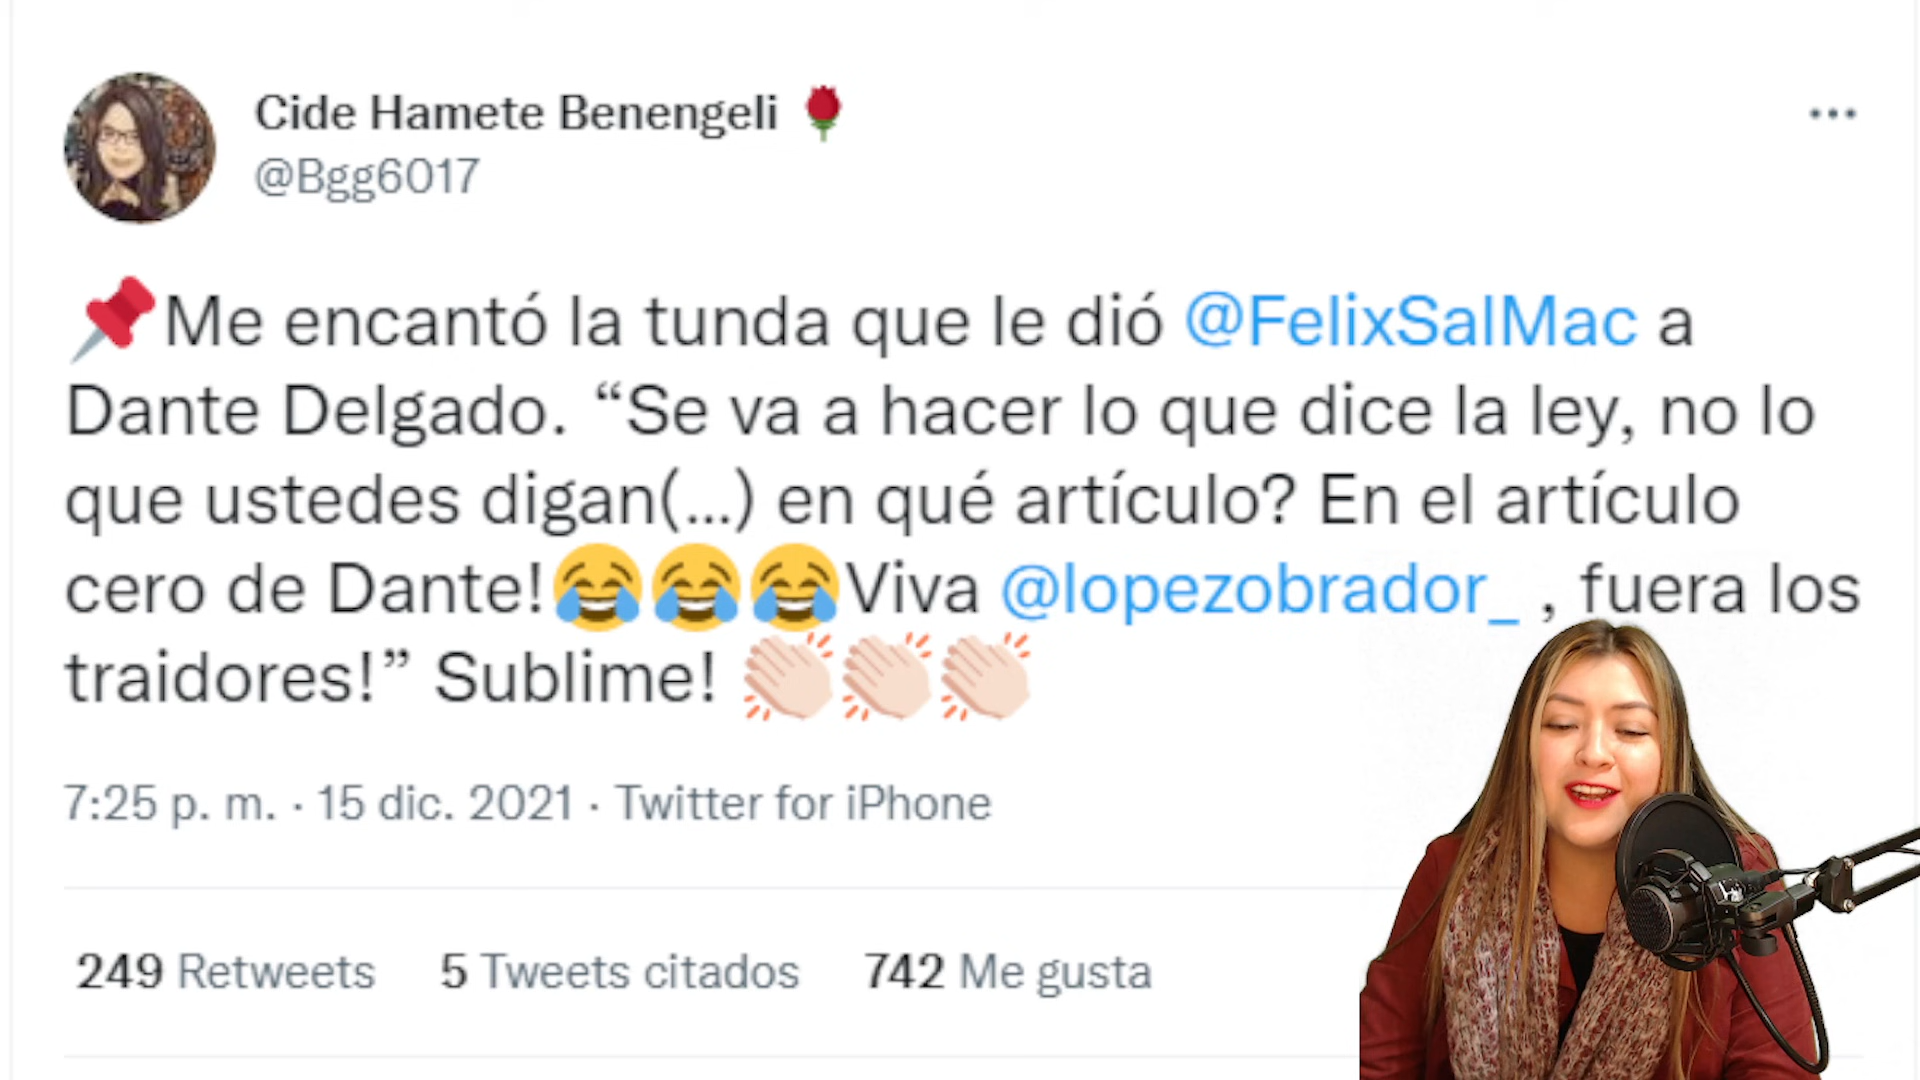 Cide Hamete Benengeli 🌹
@Bgg6017
📌Me encantó la tunda que le dió @FelixSalMac a
Dante Delgado. “Se va a hacer lo que dice la ley, no lo
que ustedes digan(...) en qué artículo? En el artículo
cero de Dante!😂😂😂Viva @lopezobrador_ , fuera los
traidores!” Sublime! 👏🏻👏🏻👏🏻
7:25 p. m. · 15 dic. 2021 · Twitter for iPhone
249 Retweets 5 Tweets citados 742 Me gusta